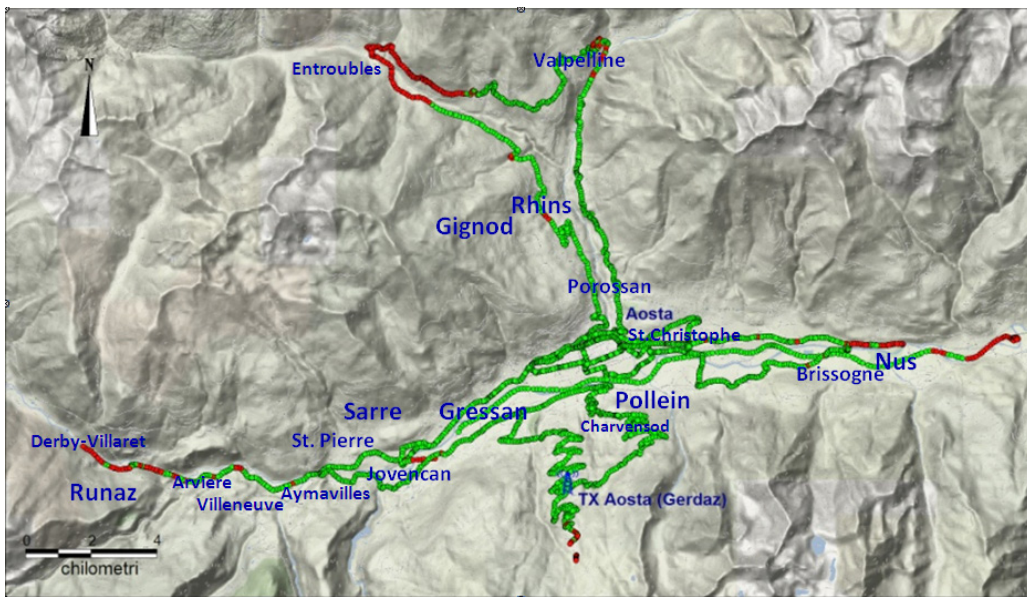 Entroubles
Valpelline
N
Rhins
Gignod
Porossan
Aosta
St.Christophe
Nus
Brissogne
Pollein
Sarre
Gressan
Charvensod
Derby-Villaret
St. Pierre
Jovencan
Arviere
Runaz
Villeneuve
Aymavilles
TX Aosta (Gerdaz)
0 2 4
chilometri